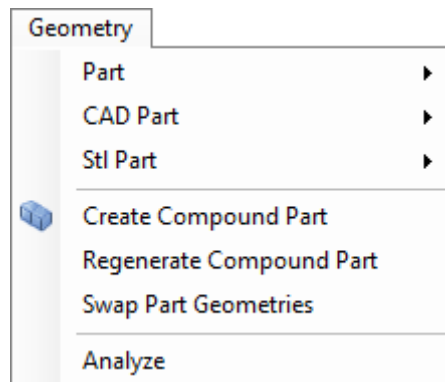 Geometry
Part
CAD Part
Stl Part
Create Compound Part
Regenerate Compound Part
Swap Part Geometries
Analyze